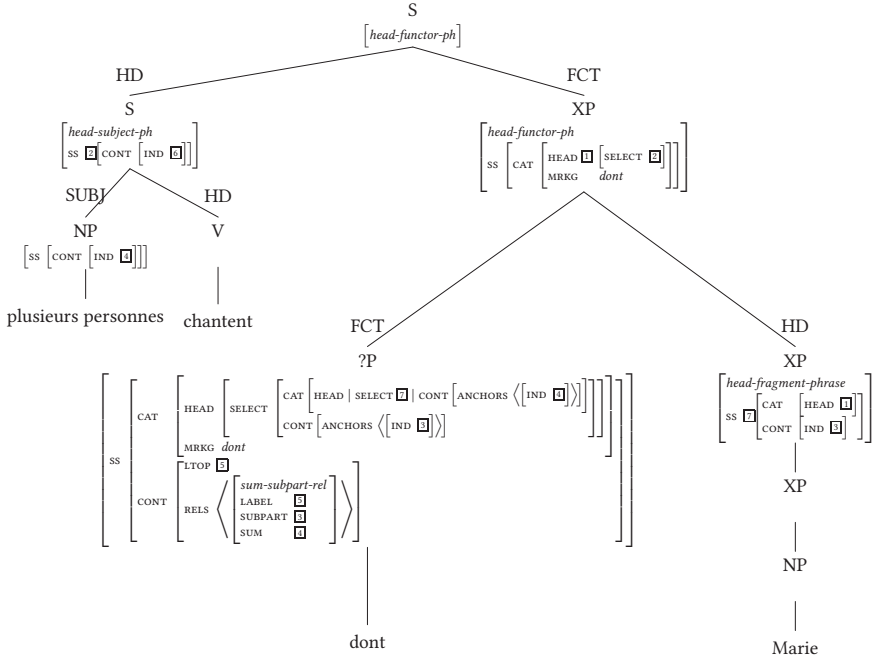 S
[head-functor-ph]
HD FCT
S XP
[head-subject-ph
SS [2][CONT [IND [6]]]]
[head-functor-ph
SS [CAT [HEAD [1] [SELECT [2]]
MRKG dont]]]
SUBJ HD
NP V
[SS [CONT [IND [4]]]]
plusieurs personnes chantent
FCT HD
?P XP
[SS [CAT [HEAD [SELECT [CAT [HEAD | SELECT [7] | CONT [ANCHORS ⟨[IND [4]]⟩]]
CONT [ANCHORS ⟨[IND [3]]⟩]]]
MRKG dont]
CONT [LTOP [5]
RELS ⟨[sum-subpart-rel
LABEL [5]
SUBPART [3]
SUM [4]]⟩]]]
[head-fragment-phrase
SS [7][CAT [HEAD [1]]
CONT [IND [3]]]]
XP
NP
dont
Marie